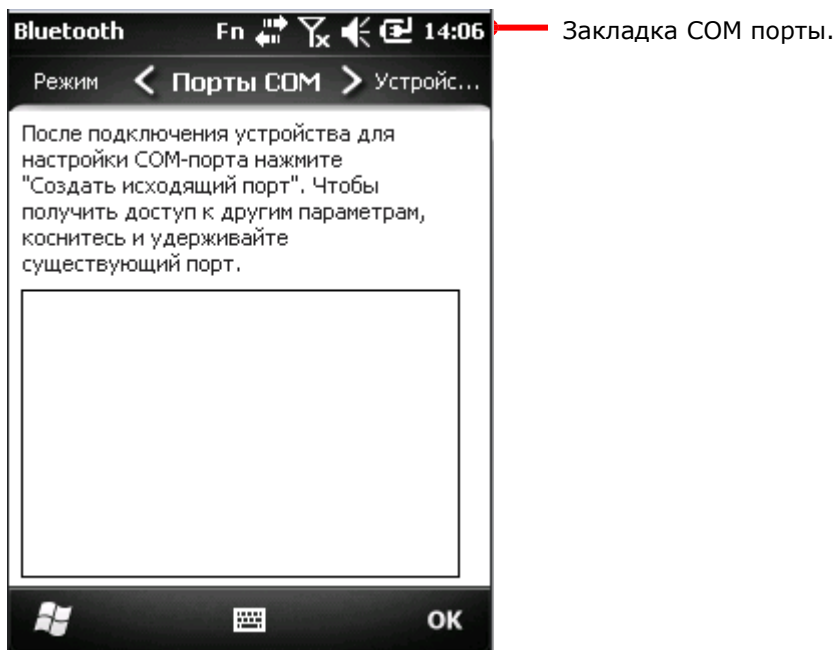 Bluetooth Fn 14:06
Закладка COM порты.
Режим Порты COM Устройс...
После подключения устройства для
настройки COM-порта нажмите
"Создать исходящий порт". Чтобы
получить доступ к другим параметрам,
коснитесь и удерживайте
существующий порт.
OK